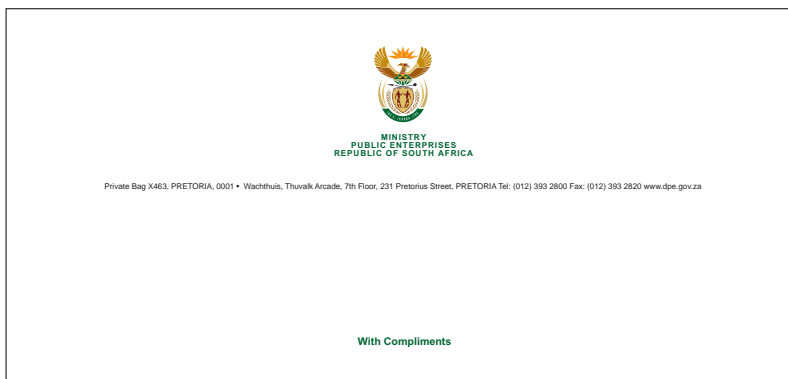 MINISTRY
PUBLIC ENTERPRISES
REPUBLIC OF SOUTH AFRICA
Private Bag X463, PRETORIA, 0001 • Wachthuis, Thuvalk Arcade, 7th Floor, 231 Pretorius Street, PRETORIA Tel: (012) 393 2800 Fax: (012) 393 2820 www.dpe.gov.za
With Compliments